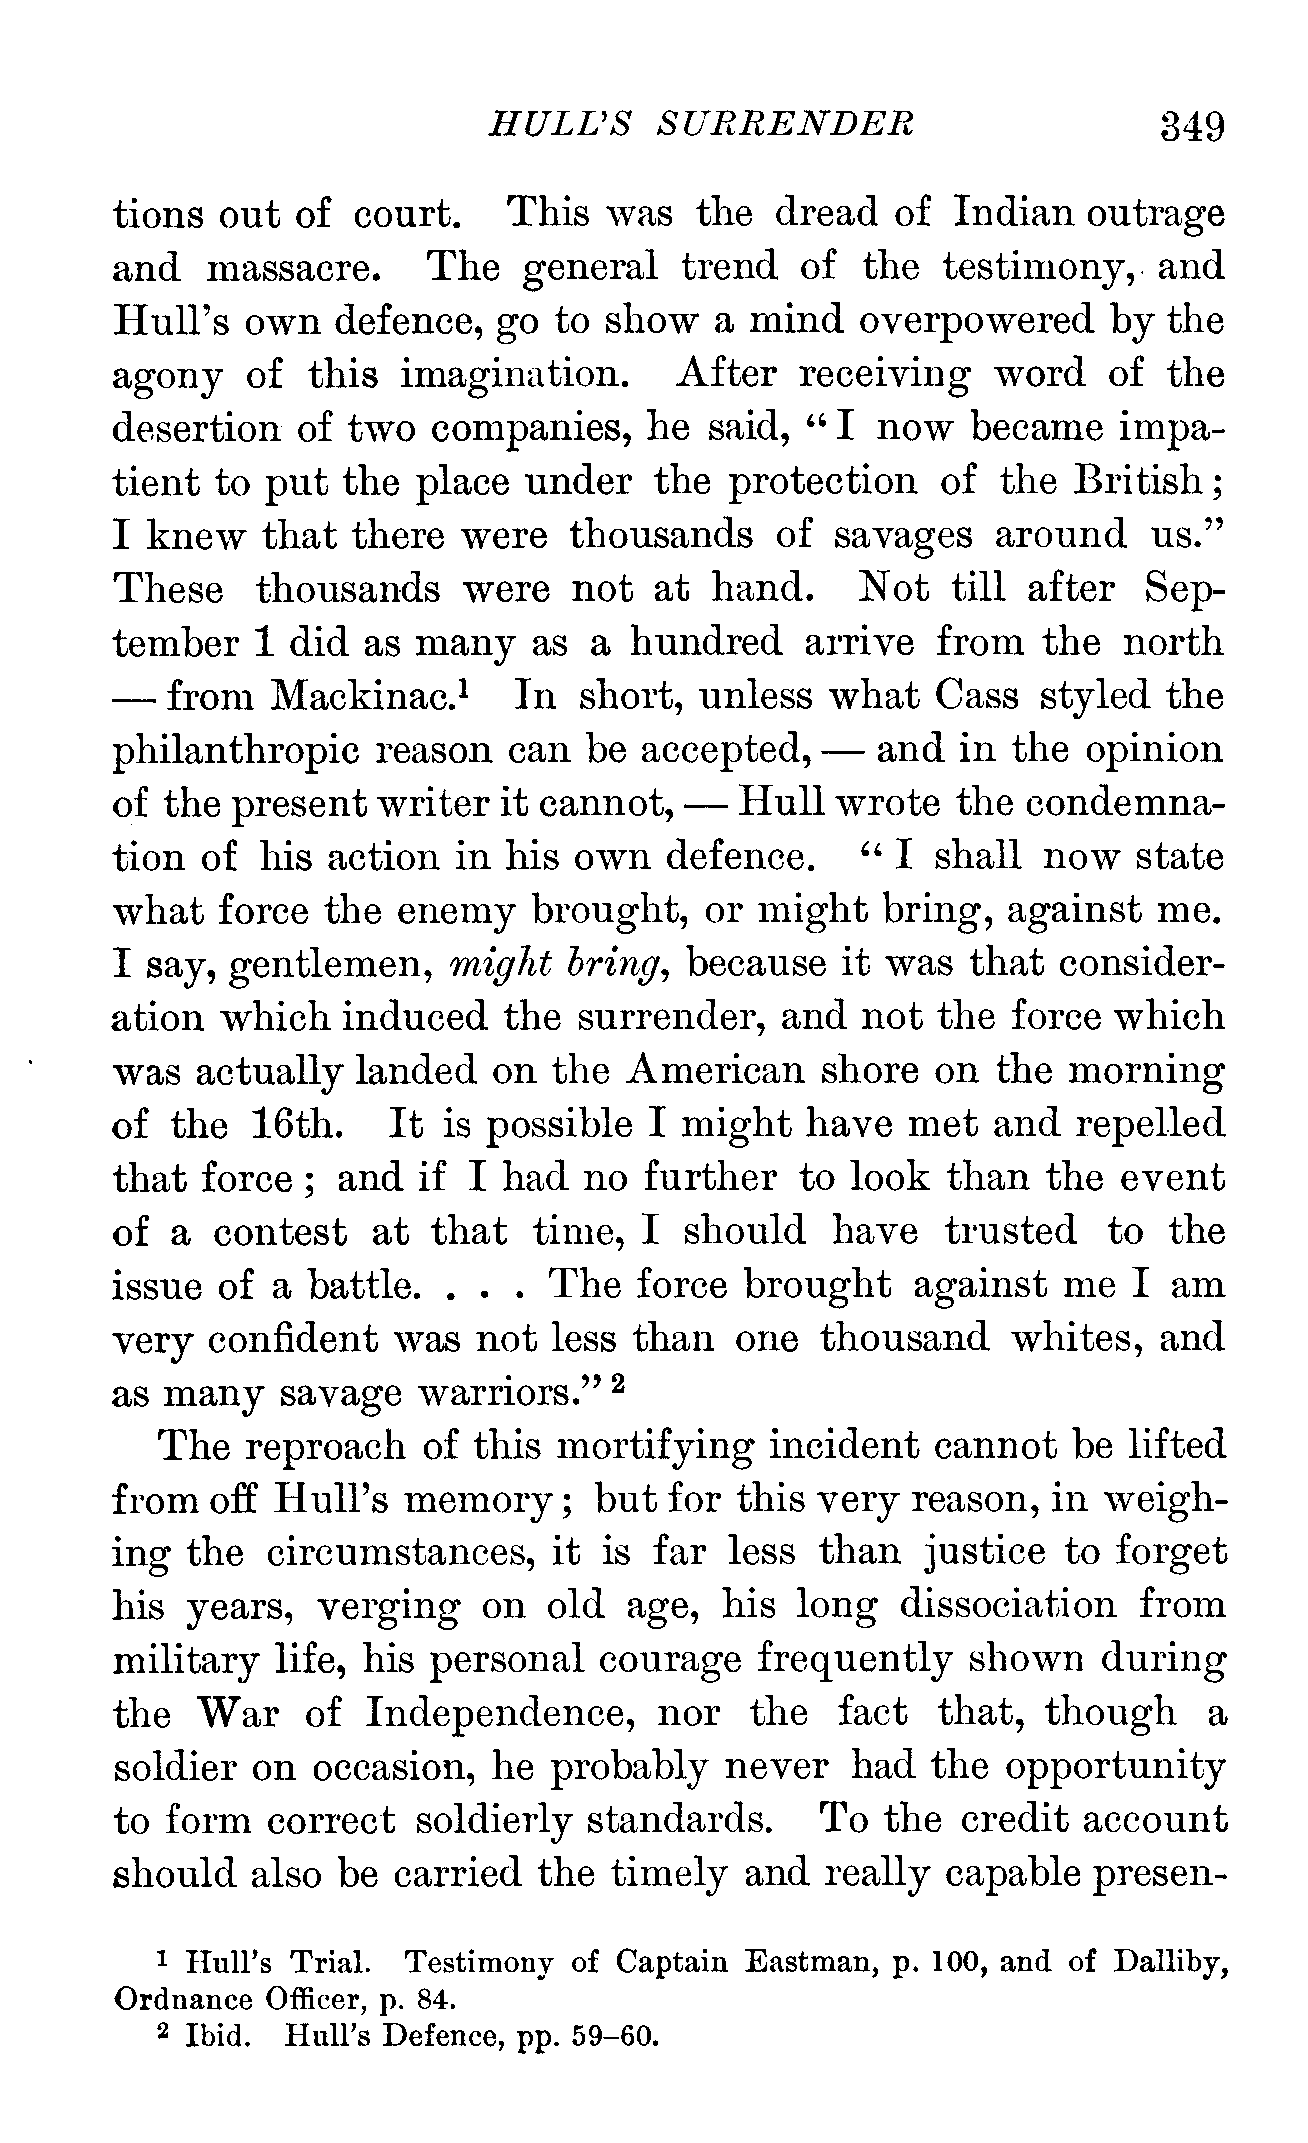 HULL'S SURRENDER 349
tions out of court. This was the dread of Indian outrage
and massacre. The general trend of the testimony, and
Hull's own defence, go to show a mind overpowered by the
agony of this imagination. After receiving word of the
desertion of two companies, he said, “I now became impa-
tient to put the place under the protection of the British;
I knew that there were thousands of savages around us.”
These thousands were not at hand. Not till after Sep-
tember 1 did as many as a hundred arrive from the north
— from Mackinac.¹ In short, unless what Cass styled the
philanthropic reason can be accepted, — and in the opinion
of the present writer it cannot, — Hull wrote the condemna-
tion of his action in his own defence. “I shall now state
what force the enemy brought, or might bring, against me.
I say, gentlemen, might bring, because it was that consider-
ation which induced the surrender, and not the force which
was actually landed on the American shore on the morning
of the 16th. It is possible I might have met and repelled
that force; and if I had no further to look than the event
of a contest at that time, I should have trusted to the
issue of a battle. . . . The force brought against me I am
very confident was not less than one thousand whites, and
as many savage warriors.”²
The reproach of this mortifying incident cannot be lifted
from off Hull's memory; but for this very reason, in weigh-
ing the circumstances, it is far less than justice to forget
his years, verging on old age, his long dissociation from
military life, his personal courage frequently shown during
the War of Independence, nor the fact that, though a
soldier on occasion, he probably never had the opportunity
to form correct soldierly standards. To the credit account
should also be carried the timely and really capable presen-
¹ Hull's Trial. Testimony of Captain Eastman, p. 100, and of Dalliby,
Ordnance Officer, p. 84.
² Ibid. Hull's Defence, pp. 59–60.